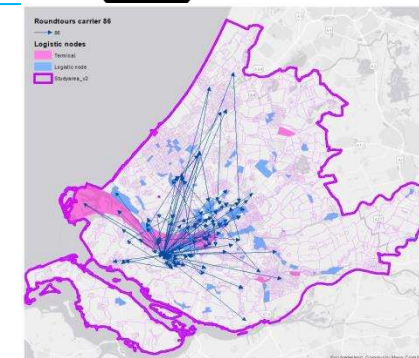 Roundtours carrier 86
86
Logistic nodes
Terminal
Logistic node
Studyarea_v2